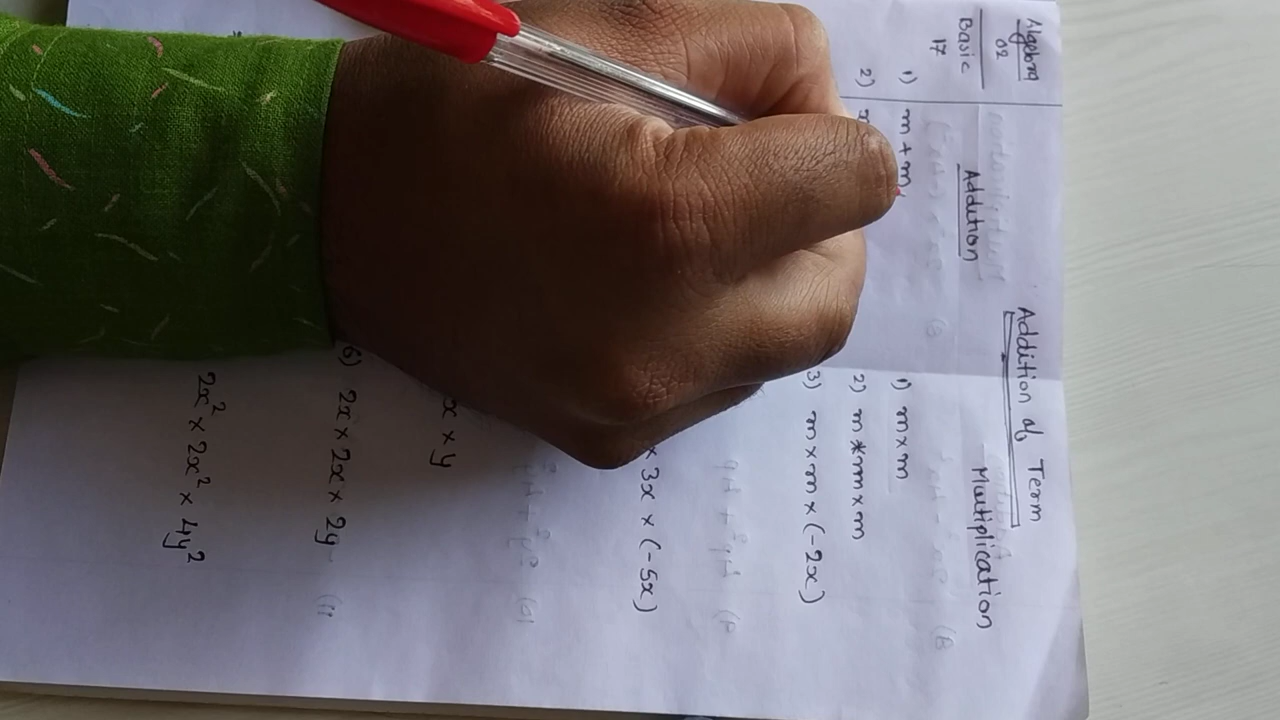 Algebra
02
Basic
17
Addition of Term
Addition
1) m + m
2)
Multiplication
1) m × m
2) m * m × m
3) m × m × (-2x)
× 3x × (-5x)
x × y
6) 2x × 2x × 2y
2x² × 2x² × 4y²